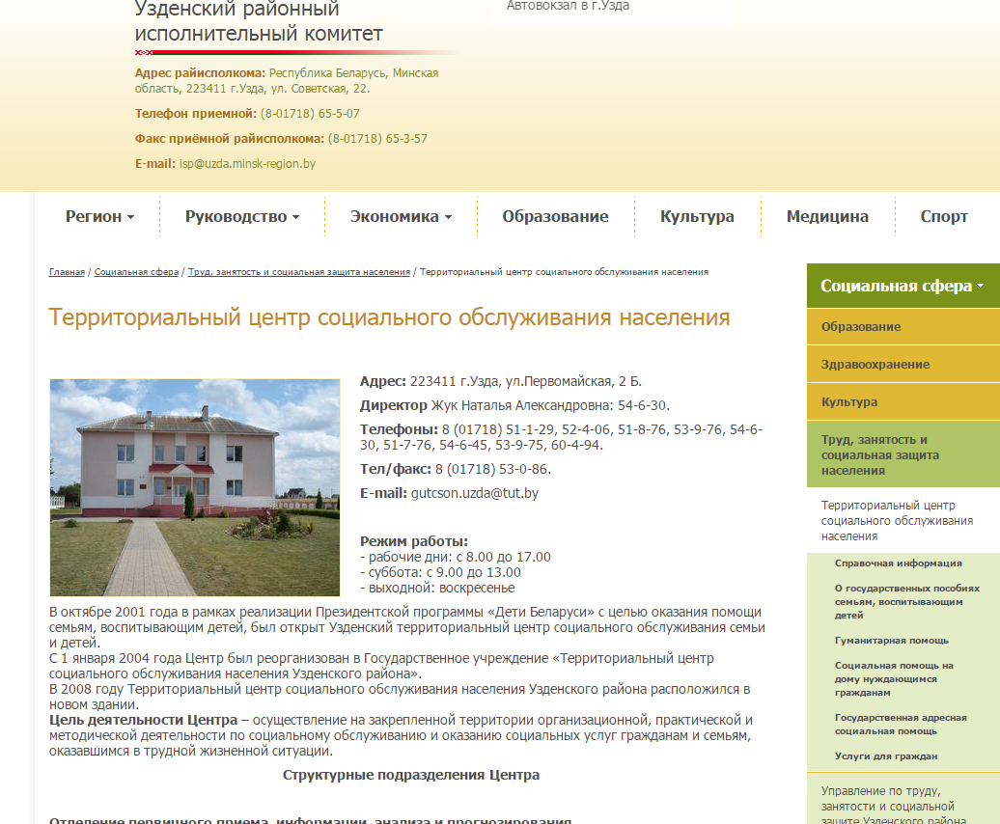 Узденский районный
исполнительный комитет
Автовокзал в г.Узда
Адрес райисполкома: Республика Беларусь, Минская
область, 223411 г.Узда, ул. Советская, 22.
Телефон приемной: (8-01718) 65-5-07
Факс приёмной райисполкома: (8-01718) 65-3-57
E-mail: isp@uzda.minsk-region.by
Регион Руководство Экономика Образование Культура Медицина Спорт
Главная / Социальная сфера / Труд, занятость и социальная защита населения / Территориальный центр социального обслуживания населения
Территориальный центр социального обслуживания населения
Адрес: 223411 г.Узда, ул.Первомайская, 2 Б.
Директор Жук Наталья Александровна: 54-6-30.
Телефоны: 8 (01718) 51-1-29, 52-4-06, 51-8-76, 53-9-76, 54-6-
30, 51-7-76, 54-6-45, 53-9-75, 60-4-94.
Тел/факс: 8 (01718) 53-0-86.
E-mail: gutcson.uzda@tut.by
Режим работы:
- рабочие дни: с 8.00 до 17.00
- суббота: с 9.00 до 13.00
- выходной: воскресенье
В октябре 2001 года в рамках реализации Президентской программы «Дети Беларуси» с целью оказания помощи
семьям, воспитывающим детей, был открыт Узденский территориальный центр социального обслуживания семьи
и детей.
С 1 января 2004 года Центр был реорганизован в Государственное учреждение «Территориальный центр
социального обслуживания населения Узденского района».
В 2008 году Территориальный центр социального обслуживания населения Узденского района расположился в
новом здании.
Цель деятельности Центра – осуществление на закрепленной территории организационной, практической и
методической деятельности по социальному обслуживанию и оказанию социальных услуг гражданам и семьям,
оказавшимся в трудной жизненной ситуации.
Структурные подразделения Центра
Отделение первичного приема, информации, анализа и прогнозирования
Социальная сфера
Образование
Здравоохранение
Культура
Труд, занятость и
социальная защита
населения
Территориальный центр
социального обслуживания
населения
Справочная информация
О государственных пособиях
семьям, воспитывающим
детей
Гуманитарная помощь
Социальная помощь на
дому нуждающимся
гражданам
Государственная адресная
социальная помощь
Услуги для граждан
Управление по труду,
занятости и социальной
защите Узденского района